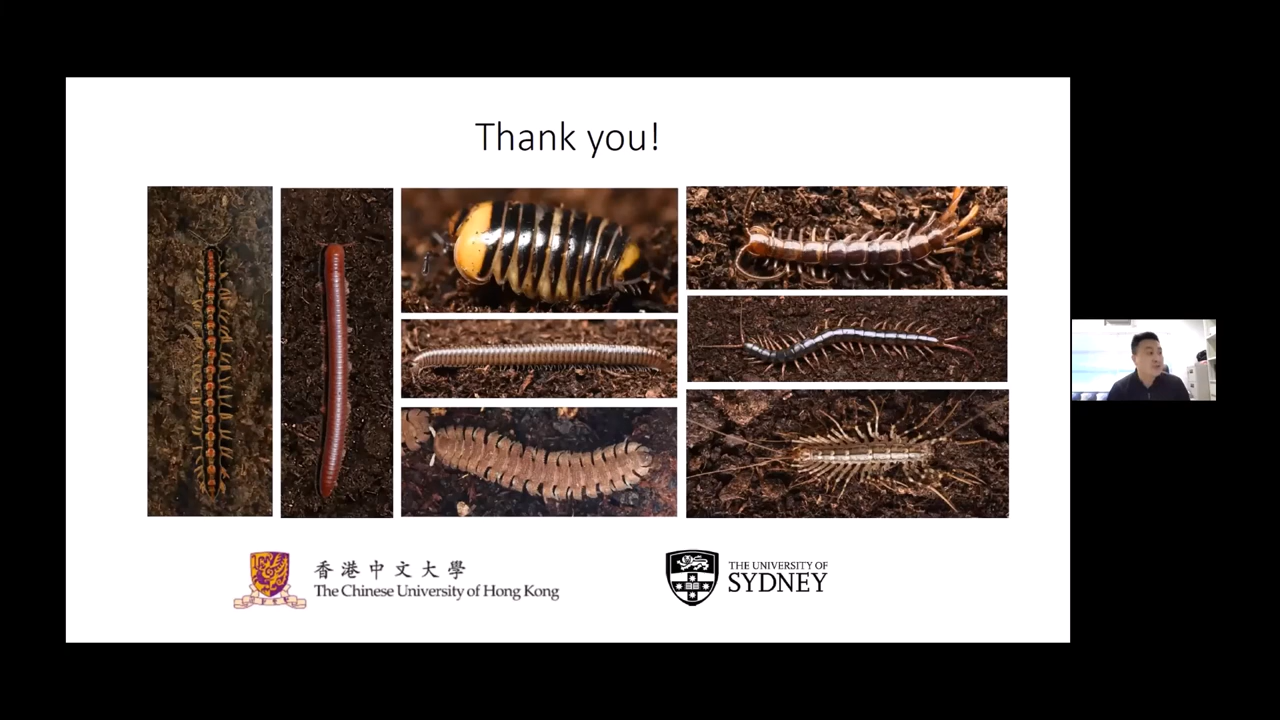 Thank you!
香港中文大學
The Chinese University of Hong Kong
THE UNIVERSITY OF
SYDNEY